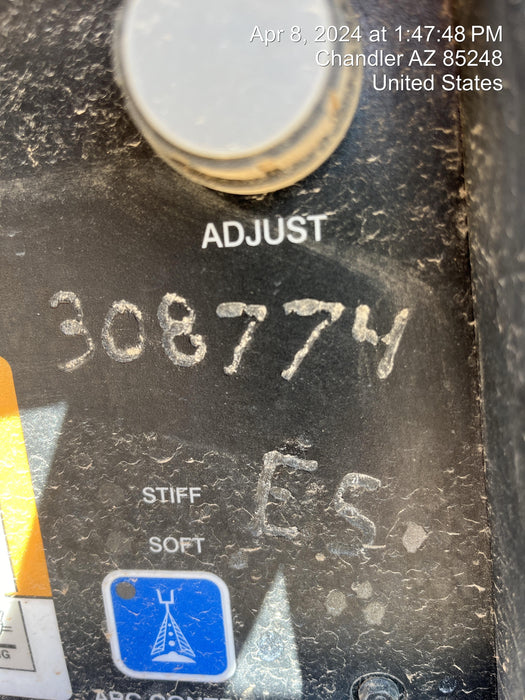 Apr 8, 2024 at 1:47:48 PM
Chandler AZ 85248
United States
ADJUST
308774
ES
STIFF
SOFT